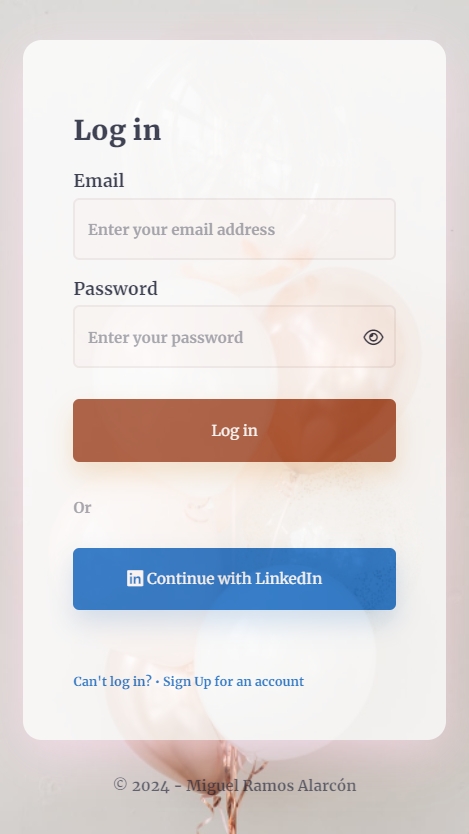 Log in
Email
Enter your email address
Password
Enter your password
Log in
Or
in Continue with LinkedIn
Can't log in? • Sign Up for an account
© 2024 - Miguel Ramos Alarcón